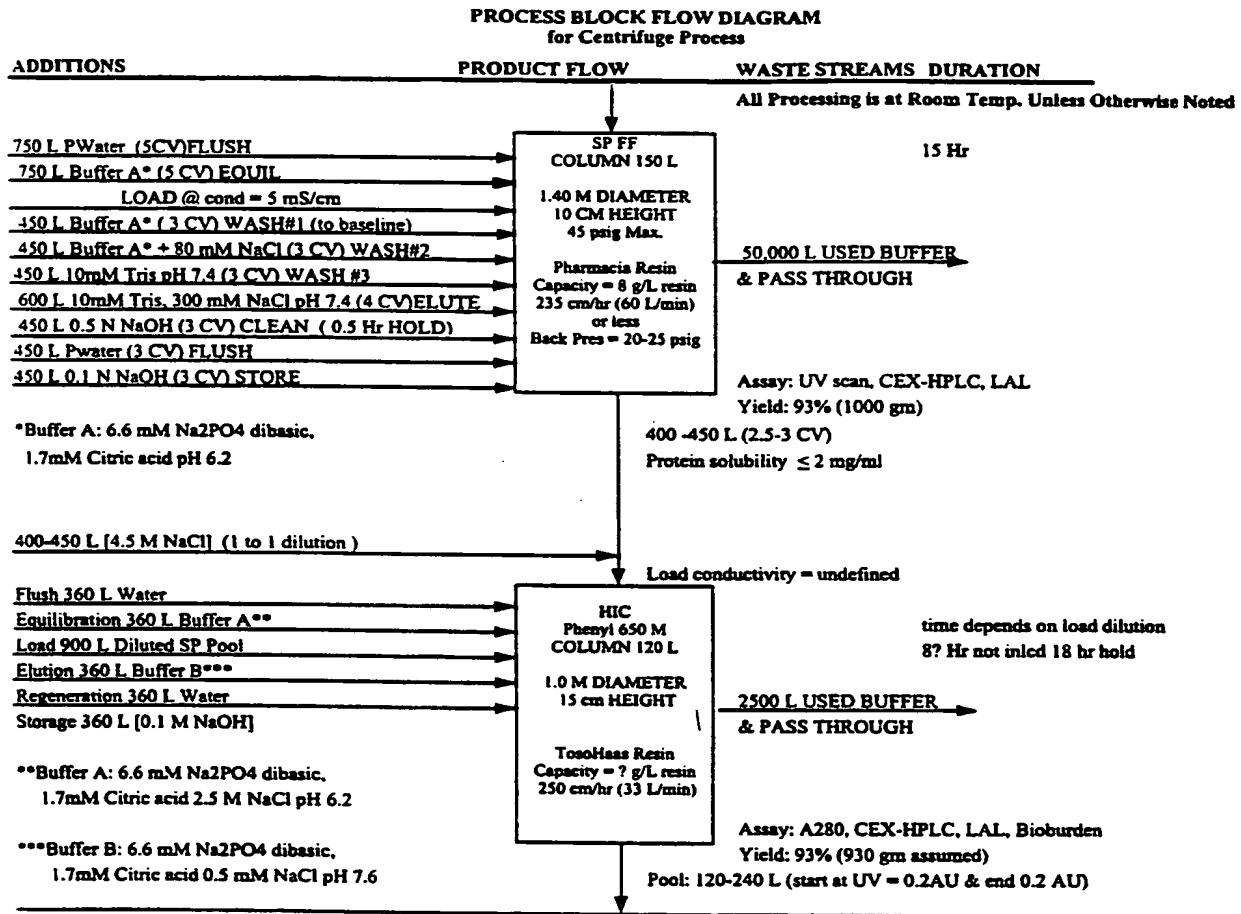 PROCESS BLOCK FLOW DIAGRAM
for Centrifuge Process
ADDITIONS PRODUCT FLOW WASTE STREAMS DURATION
All Processing is at Room Temp. Unless Otherwise Noted
750 L PWater (5CV)FLUSH
750 L Buffer A* (5 CV) EQUIL
LOAD @ cond = 5 mS/cm
450 L Buffer A* ( 3 CV) WASH#1 (to baseline)
450 L Buffer A* + 80 mM NaCl (3 CV) WASH#2
450 L 10mM Tris pH 7.4 (3 CV) WASH #3
600 L 10mM Tris, 300 mM NaCl pH 7.4 (4 CV)ELUTE
450 L 0.5 N NaOH (3 CV) CLEAN ( 0.5 Hr HOLD)
450 L Pwater (3 CV) FLUSH
450 L 0.1 N NaOH (3 CV) STORE
SP FF
COLUMN 150 L
1.40 M DIAMETER
10 CM HEIGHT
45 psig Max.
Pharmacia Resin
Capacity = 8 g/L resin
235 cm/hr (60 L/min)
or less
Back Pres = 20-25 psig
15 Hr
50,000 L USED BUFFER
& PASS THROUGH
Assay: UV scan, CEX-HPLC, LAL
Yield: 93% (1000 gm)
400 -450 L (2.5-3 CV)
Protein solubility ≤ 2 mg/ml
*Buffer A: 6.6 mM Na2PO4 dibasic,
1.7mM Citric acid pH 6.2
400-450 L [4.5 M NaCl] (1 to 1 dilution )
Load conductivity = undefined
Flush 360 L Water
Equilibration 360 L Buffer A**
Load 900 L Diluted SP Pool
Elution 360 L Buffer B***
Regeneration 360 L Water
Storage 360 L [0.1 M NaOH]
HIC
Phenyl 650 M
COLUMN 120 L
1.0 M DIAMETER
15 cm HEIGHT
TosoHaas Resin
Capacity = ? g/L resin
250 cm/hr (33 L/min)
time depends on load dilution
8? Hr not inlcd 18 hr hold
2500 L USED BUFFER
& PASS THROUGH
**Buffer A: 6.6 mM Na2PO4 dibasic,
1.7mM Citric acid 2.5 M NaCl pH 6.2
***Buffer B: 6.6 mM Na2PO4 dibasic,
1.7mM Citric acid 0.5 mM NaCl pH 7.6
Assay: A280, CEX-HPLC, LAL, Bioburden
Yield: 93% (930 gm assumed)
Pool: 120-240 L (start at UV = 0.2AU & end 0.2 AU)